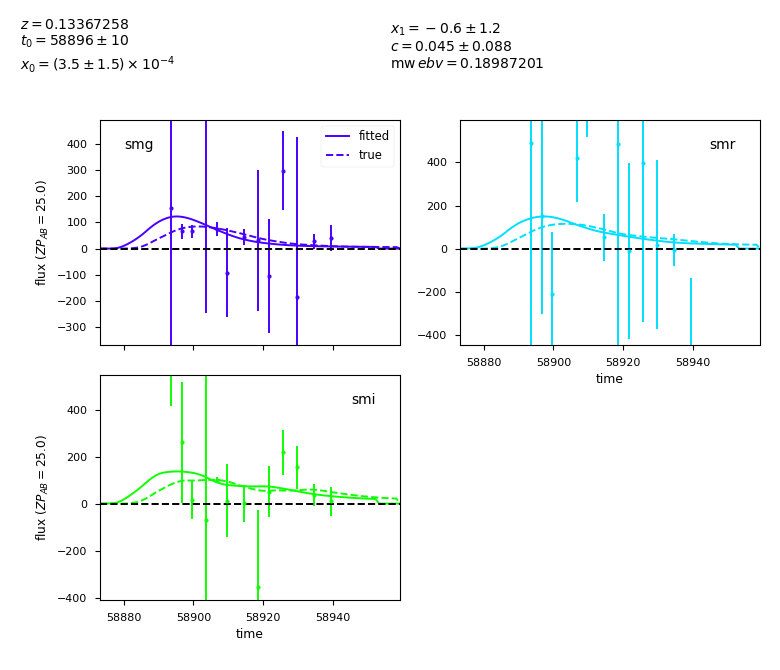 z = 0.13367258
t₀ = 58896 ± 10
x₀ = (3.5 ± 1.5) × 10⁻⁴
x₁ = −0.6 ± 1.2
c = 0.045 ± 0.088
mw ebv = 0.18987201
smg
fitted
true
400
300
200
100
0
−100
−200
−300
flux (ZP_AB = 25.0)
smr
400
200
0
−200
−400
58880 58900 58920 58940
time
smi
400
200
0
−200
−400
flux (ZP_AB = 25.0)
58880 58900 58920 58940
time